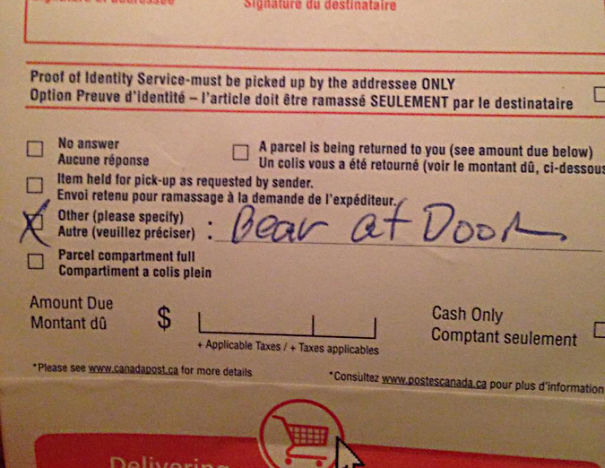 Signature du destinataire
Proof of Identity Service-must be picked up by the addressee ONLY
Option Preuve d'identité – l'article doit être ramassé SEULEMENT par le destinataire
No answer
Aucune réponse
A parcel is being returned to you (see amount due below)
Un colis vous a été retourné (voir le montant dû, ci-dessous
Item held for pick-up as requested by sender.
Envoi retenu pour ramassage à la demande de l'expéditeur.
Other (please specify)
Autre (veuillez préciser) : Bear at Door
Parcel compartment full
Compartiment a colis plein
Amount Due
Montant dû
$
+ Applicable Taxes / + Taxes applicables
Cash Only
Comptant seulement
*Please see www.canadapost.ca for more details
*Consultez www.postescanada.ca pour plus d'information
Delivering